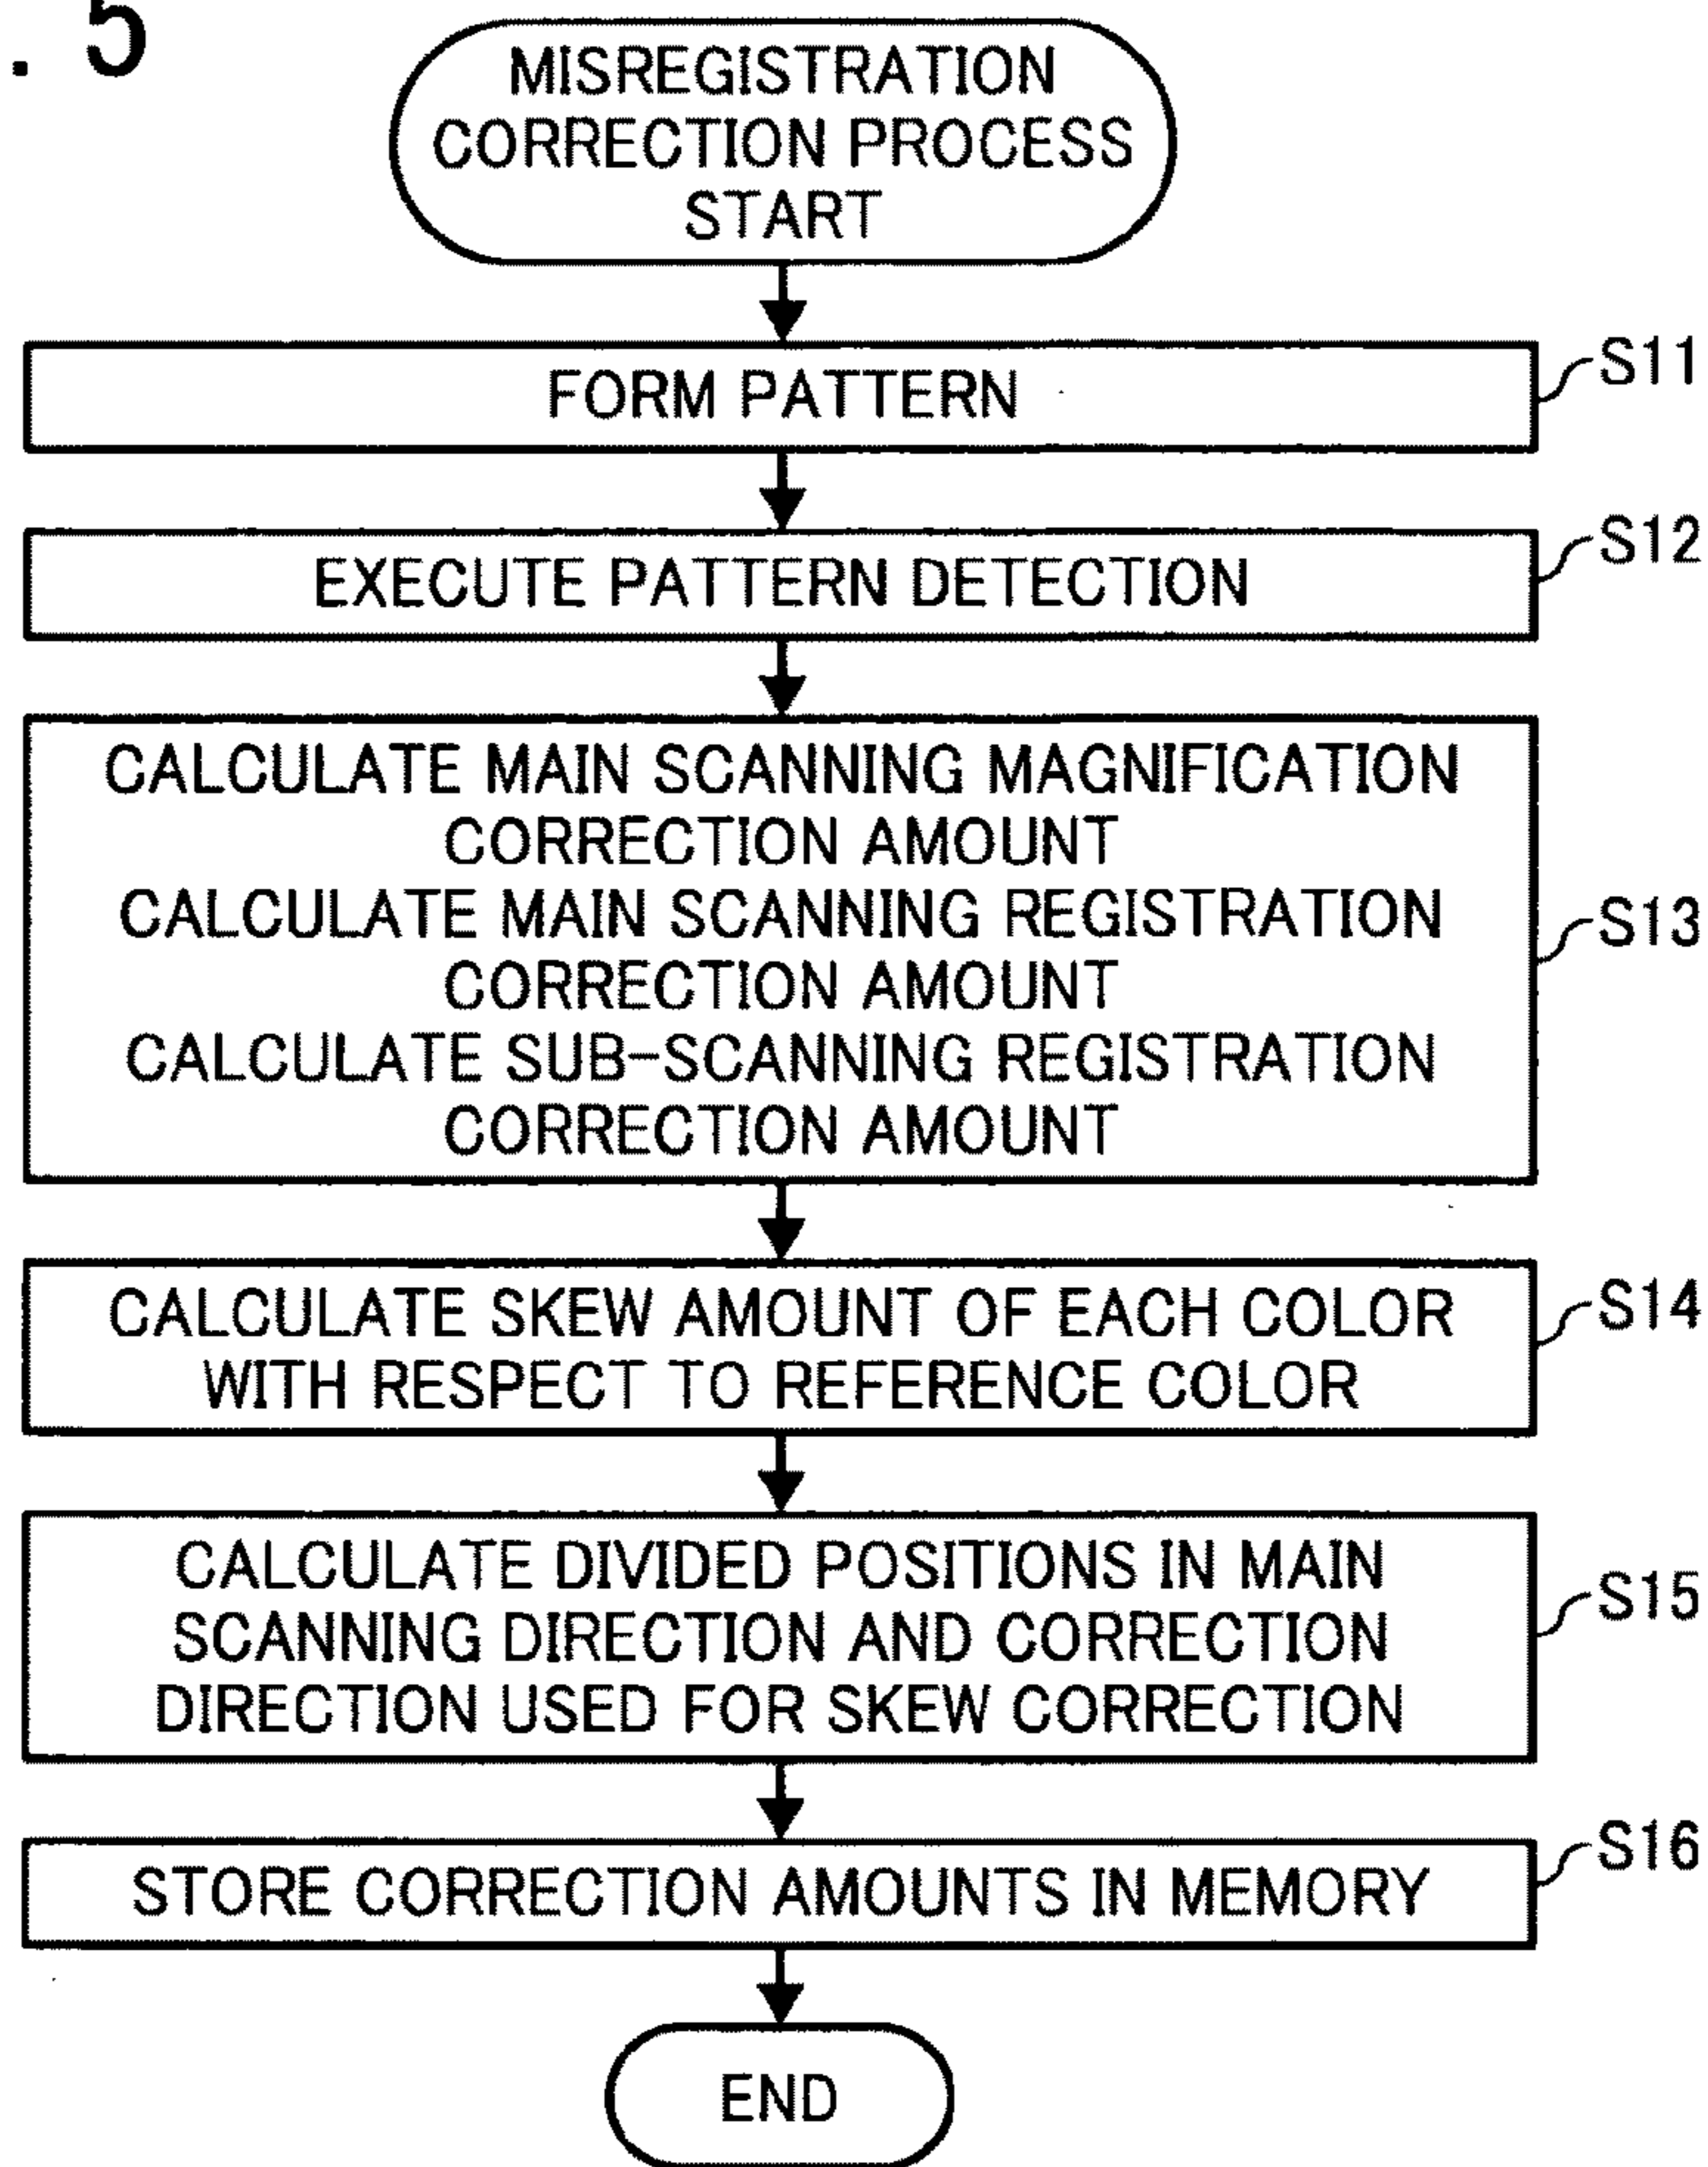 . 5
MISREGISTRATION
CORRECTION PROCESS
START
FORM PATTERN
S11
EXECUTE PATTERN DETECTION
S12
CALCULATE MAIN SCANNING MAGNIFICATION
CORRECTION AMOUNT
CALCULATE MAIN SCANNING REGISTRATION
CORRECTION AMOUNT
CALCULATE SUB-SCANNING REGISTRATION
CORRECTION AMOUNT
S13
CALCULATE SKEW AMOUNT OF EACH COLOR
WITH RESPECT TO REFERENCE COLOR
S14
CALCULATE DIVIDED POSITIONS IN MAIN
SCANNING DIRECTION AND CORRECTION
DIRECTION USED FOR SKEW CORRECTION
S15
STORE CORRECTION AMOUNTS IN MEMORY
S16
END